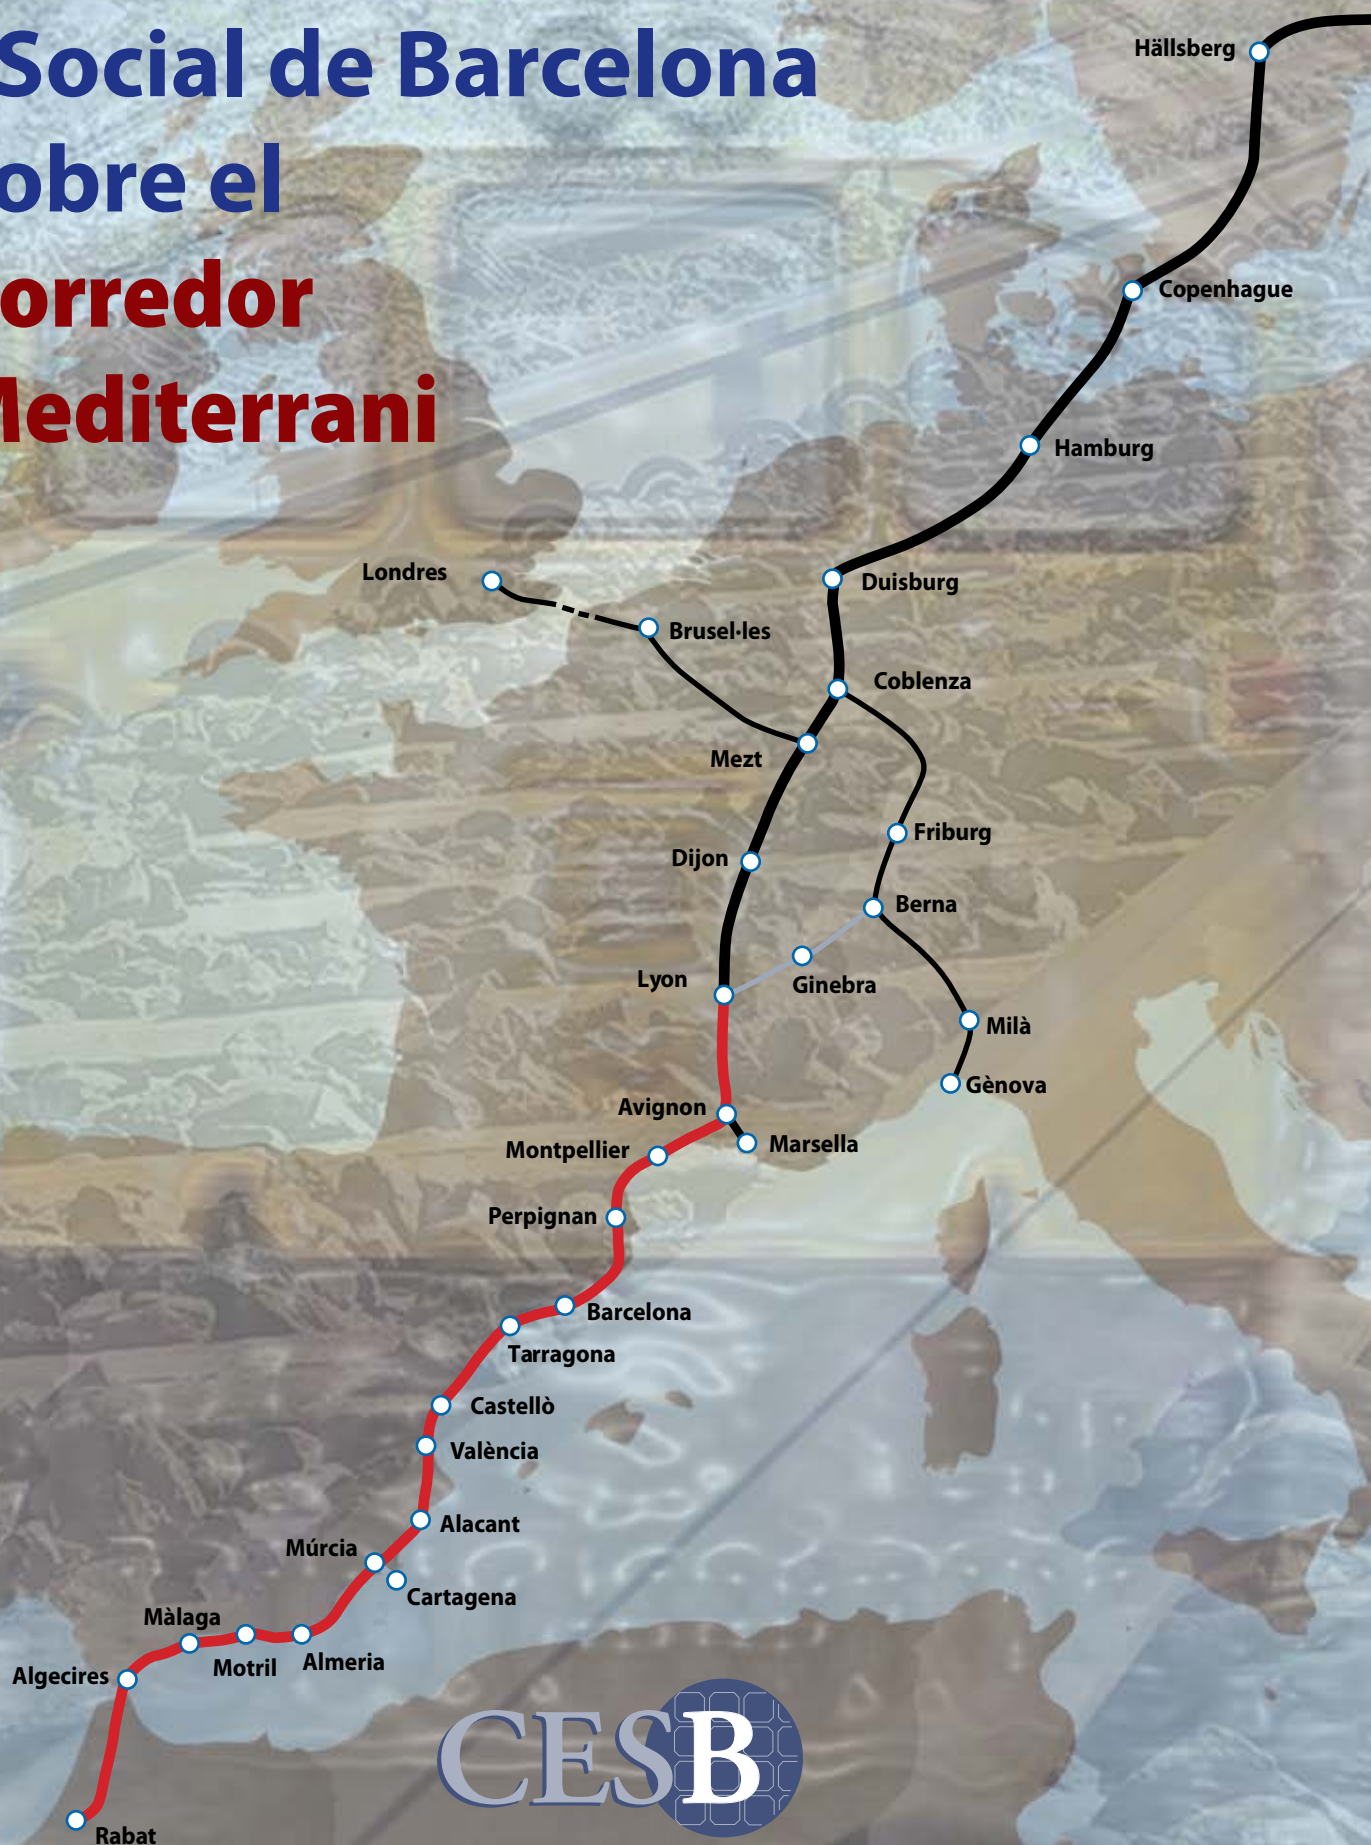 Social de Barcelona
obre el
orredor
Mediterrani
Hällsberg
Copenhague
Hamburg
Londres
Duisburg
Brusel·les
Coblenza
Mezt
Friburg
Dijon
Berna
Lyon
Ginebra
Milà
Gènova
Avignon
Marsella
Montpellier
Perpignan
Barcelona
Tarragona
Castellò
València
Alacant
Múrcia
Cartagena
Màlaga
Motril
Almeria
Algecires
CESB
Rabat